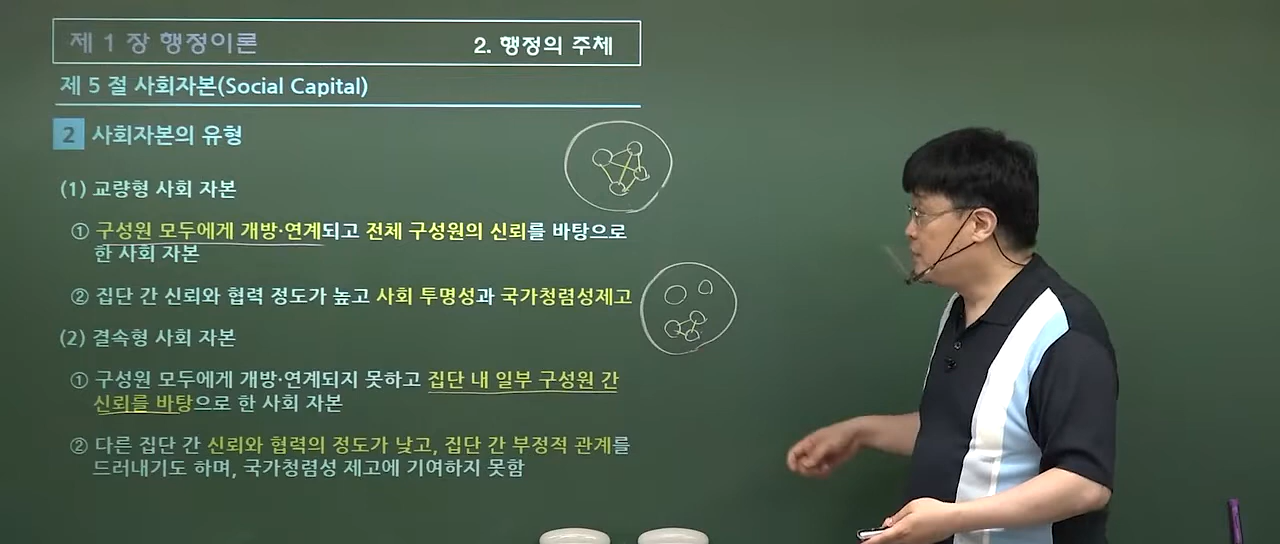 제 1 장 행정이론
2. 행정의 주체
제 5 절 사회자본(Social Capital)
2 사회자본의 유형
(1) 교량형 사회 자본
① 구성원 모두에게 개방·연계되고 전체 구성원의 신뢰를 바탕으로
한 사회 자본
② 집단 간 신뢰와 협력 정도가 높고 사회 투명성과 국가청렴성제고
(2) 결속형 사회 자본
① 구성원 모두에게 개방·연계되지 못하고 집단 내 일부 구성원 간
신뢰를 바탕으로 한 사회 자본
② 다른 집단 간 신뢰와 협력의 정도가 낮고, 집단 간 부정적 관계를
드러내기도 하며, 국가청렴성 제고에 기여하지 못함